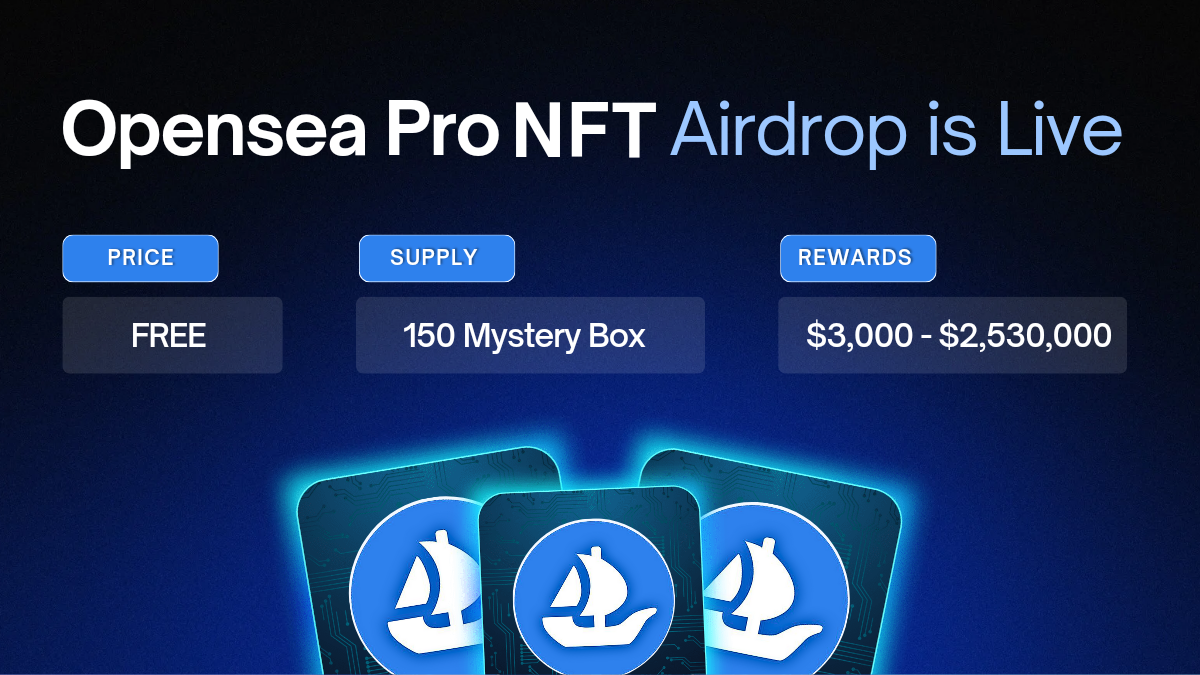 Opensea Pro NFT Airdrop is Live
PRICE SUPPLY REWARDS
FREE 150 Mystery Box $3,000 - $2,530,000